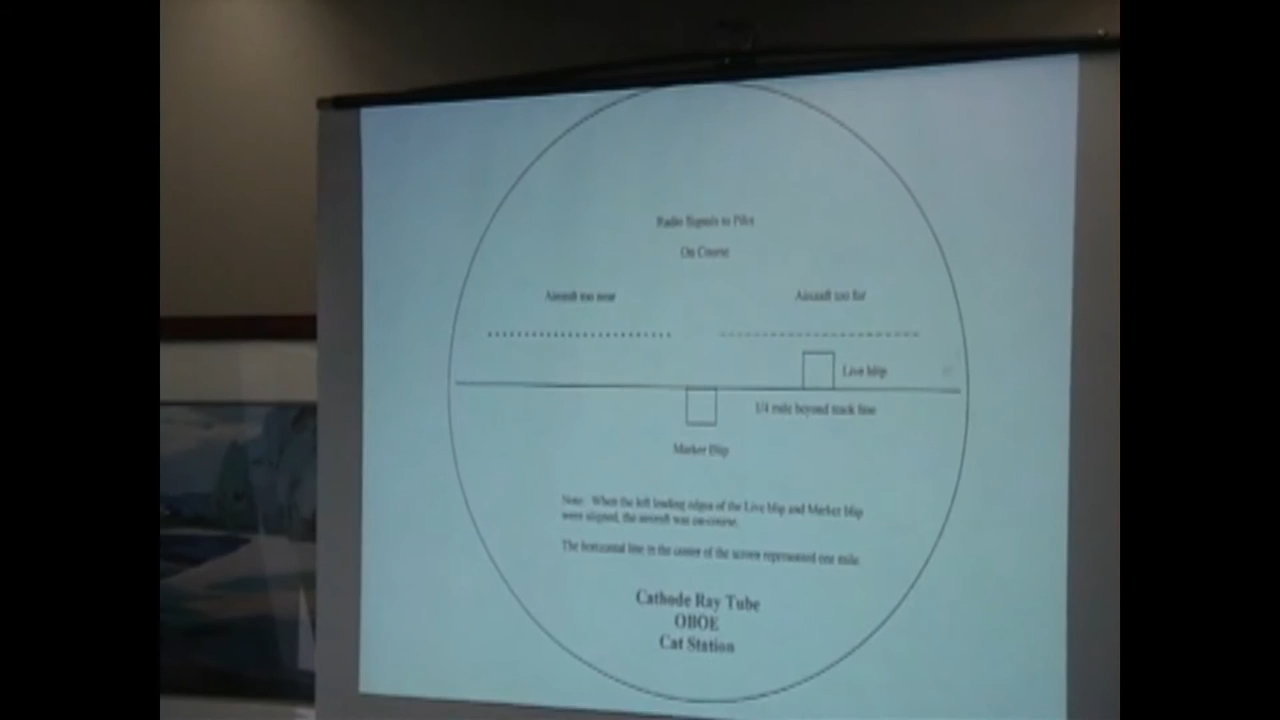 Radio Signals to Pilot
On Course
Aircraft too near
Aircraft too far
Live blip
1/4 mile beyond track line
Marker Blip
Note: When the left leading edges of the Live blip and Marker blip
were aligned, the aircraft was on-course.
The horizontal line in the center of the screen represented one mile.
Cathode Ray Tube
OBOE
Cat Station